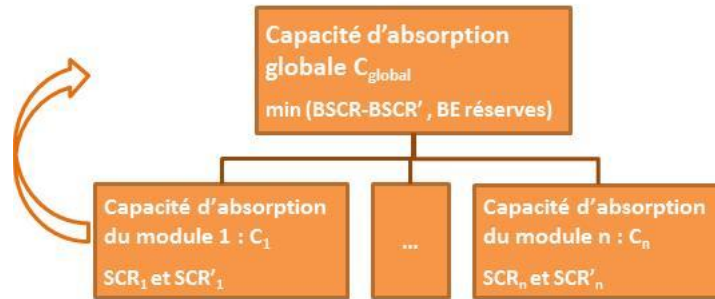 Capacité d’absorption
globale C_global
min (BSCR-BSCR’ , BE réserves)
Capacité d’absorption
du module 1 : C₁
SCR₁ et SCR’₁
...
Capacité d’absorption
du module n : Cₙ
SCRₙ et SCR’ₙ